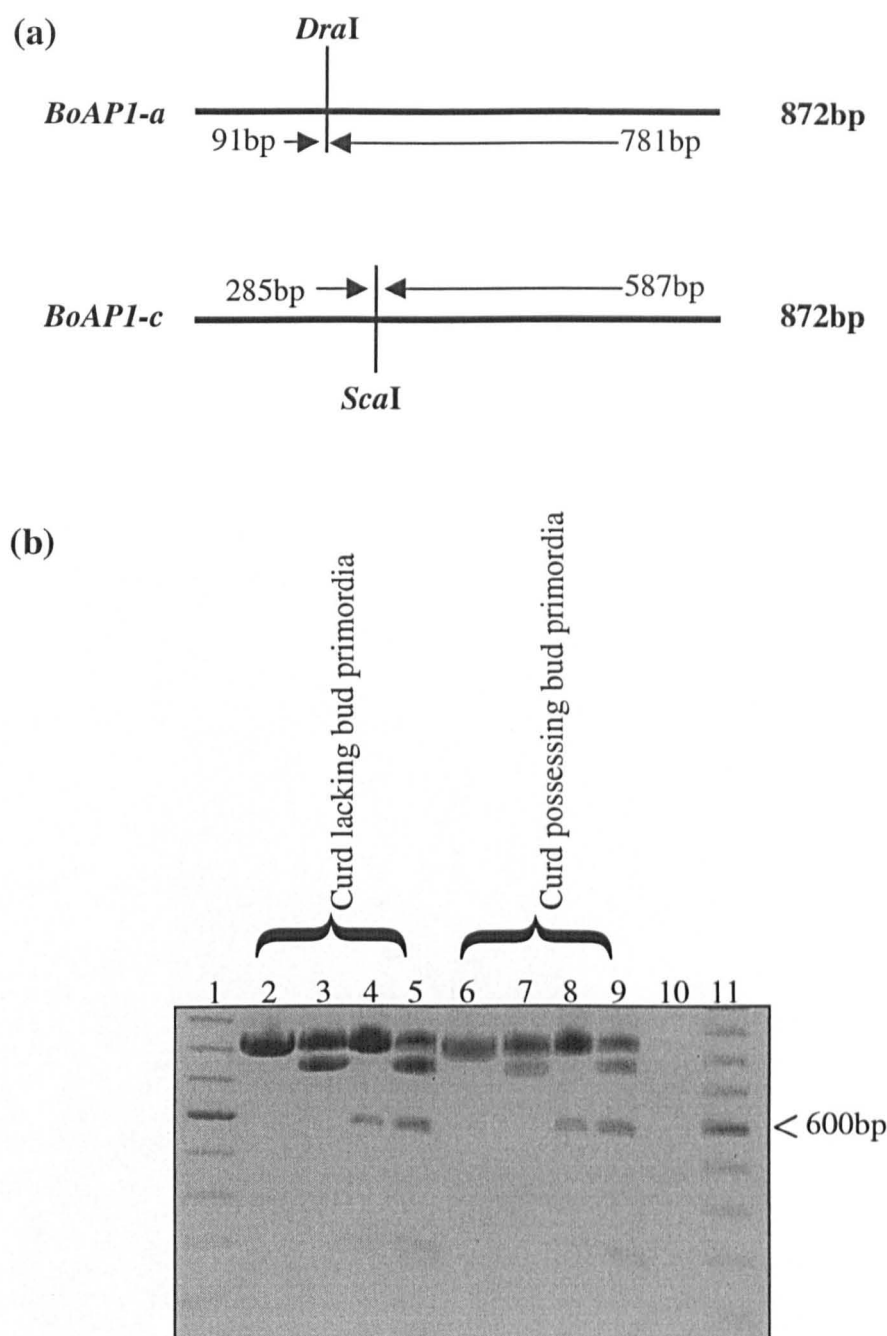 (a)
DraI
BoAP1-a
872bp
91bp
781bp
285bp
587bp
BoAP1-c
872bp
ScaI
(b)
Curd lacking bud primordia
Curd possessing bud primordia
1 2 3 4 5 6 7 8 9 10 11
< 600bp